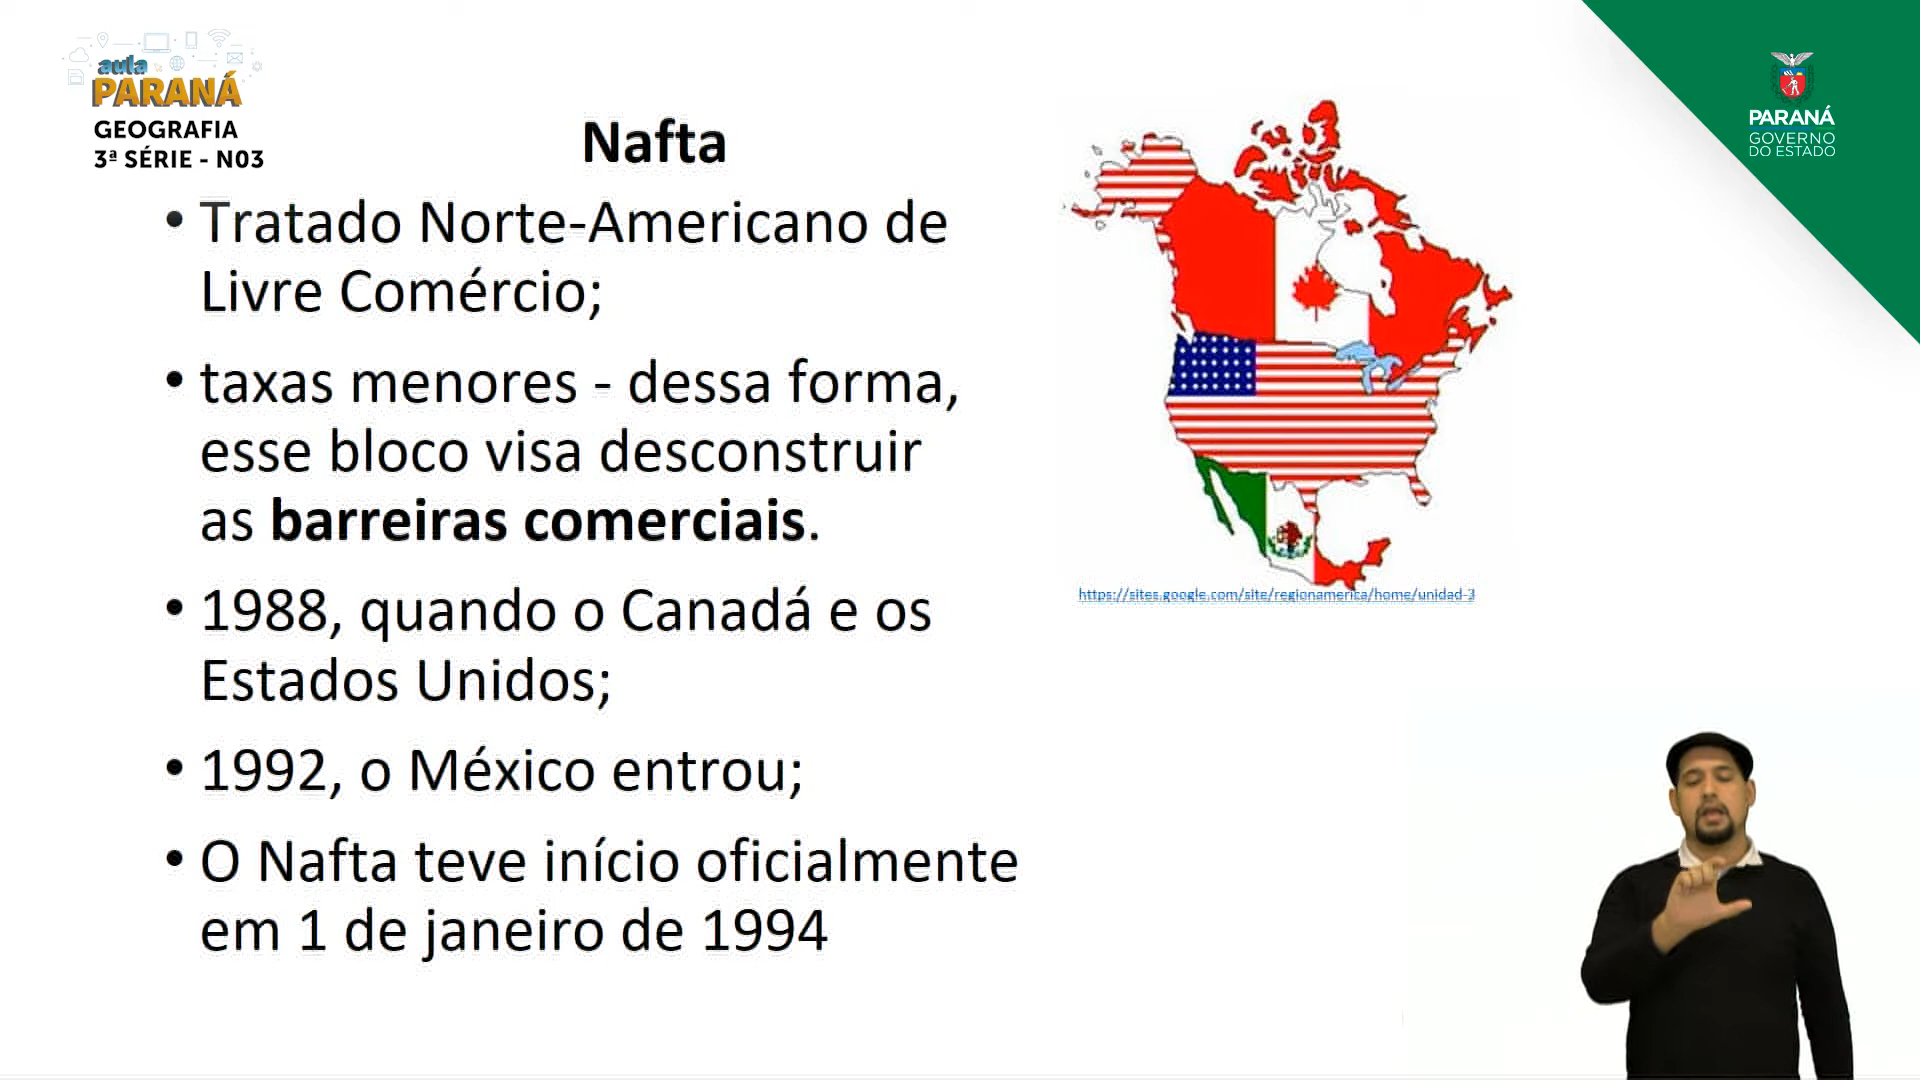 aula
PARANÁ
GEOGRAFIA
3ª SÉRIE - N03
PARANÁ
GOVERNO
DO ESTADO
Nafta
• Tratado Norte-Americano de
Livre Comércio;
• taxas menores - dessa forma,
esse bloco visa desconstruir
as barreiras comerciais.
• 1988, quando o Canadá e os
Estados Unidos;
• 1992, o México entrou;
• O Nafta teve início oficialmente
em 1 de janeiro de 1994
https://sites.google.com/site/regionamerica/home/unidad-3